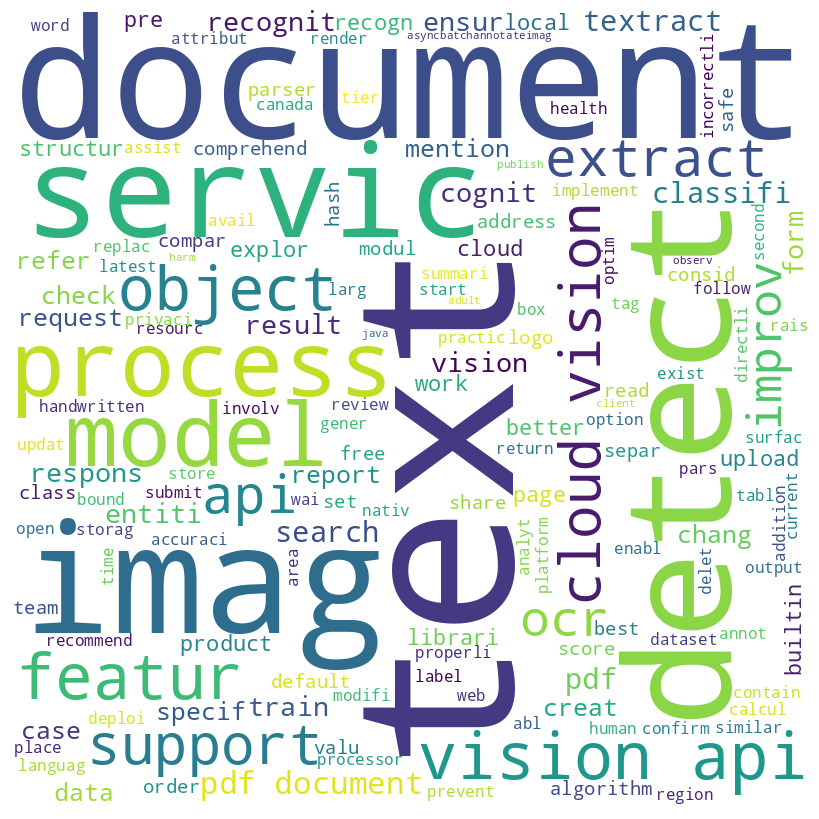 word
pre
recognit
recogn
ensur
local
textract
attribut
render
asyncbatchannotateimag
document
parser
canada
tier
health
incorrectli
safe
structur
assist
comprehend
mention
publish
extract
servic
hash
cognit
implement
classifi
avail
address
replac
compar
explor
modul
cloud
refer
latest
harm
summari
object
larg
start
check
privaci
adult
box
request
resourc
result
java
practic
logo
text
cloud vision
optim
detect
consid
observ
second
form
follow
tag
directli
improv
rais
process
vision
exist
work
read
client
handwritten
involv
review
option
model
gener
better
surfac
updat
free
return
separ
respons
store
report
pars
upload
class
bound
submit
api
wai
set
nativ
share
page
tabl
current
entiti
open
storag
imag
accuraci
search
area
time
analyt
platform
enabl
chang
delet
addition
output
team
ocr
best
recommend
product
librari
dataset
annot
builtin
properli
score
featur
default
label
pdf
modifi
web
creat
contain
calcul
case
deploi
specif
train
abl
human
confirm
similar
place
support
valu
processor
vision api
languag
data
order
pdf document
prevent
algorithm
region